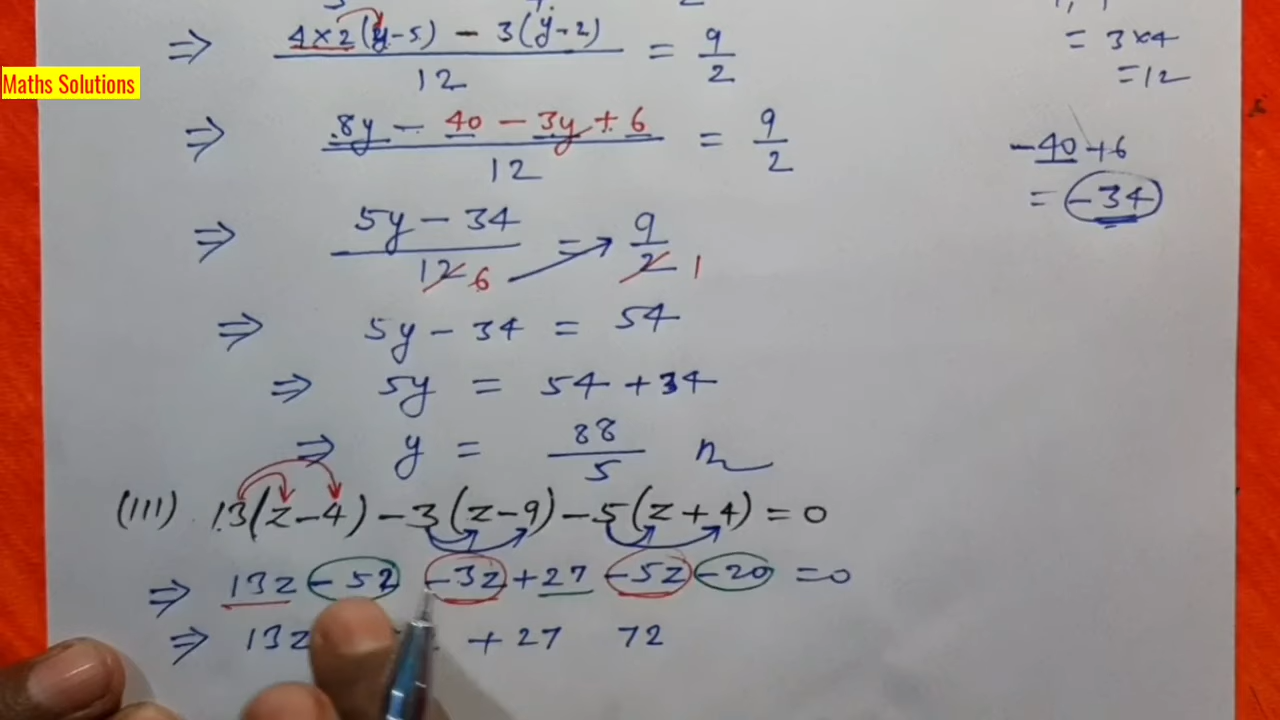 ⇒ 4×2(y-5) - 3(y-2) / 12 = 9/2
= 3×4
= 12
Maths Solutions
⇒ 8y - 40 - 3y + 6 / 12 = 9/2
-40 + 6
= -34
⇒ 5y - 34 / 12 6 = 9/2 1
⇒ 5y - 34 = 54
⇒ 5y = 54 + 34
⇒ y = 88/5
(III) 13(z-4) - 3(z-9) - 5(z+4) = 0
⇒ 13z - 52 - 3z + 27 - 5z - 20 = 0
⇒ 13z + 27 72